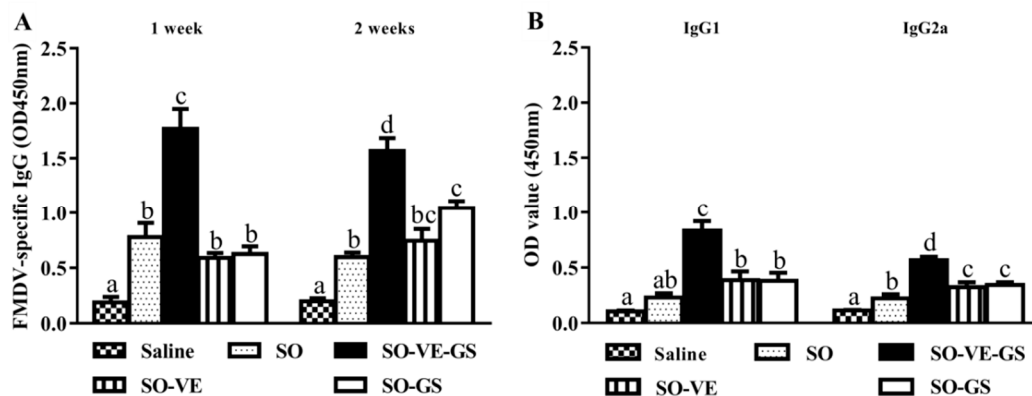 A
1 week 2 weeks
FMDV-specific IgG (OD450nm)
2.5
2.0
1.5
1.0
0.5
0.0
a b c b b a b d bc c
Saline SO SO-VE-GS
SO-VE SO-GS
B
IgG1 IgG2a
OD value (450nm)
2.5
2.0
1.5
1.0
0.5
0.0
a ab c b b a b d c c
Saline SO SO-VE-GS
SO-VE SO-GS